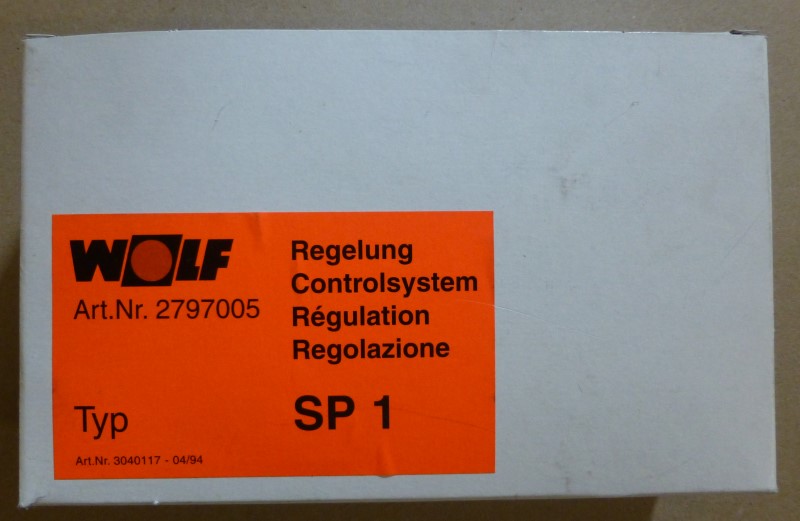 WOLF
Art.Nr. 2797005
Regelung
Controlsystem
Régulation
Regolazione
Typ
SP 1
Art.Nr. 3040117 - 04/94